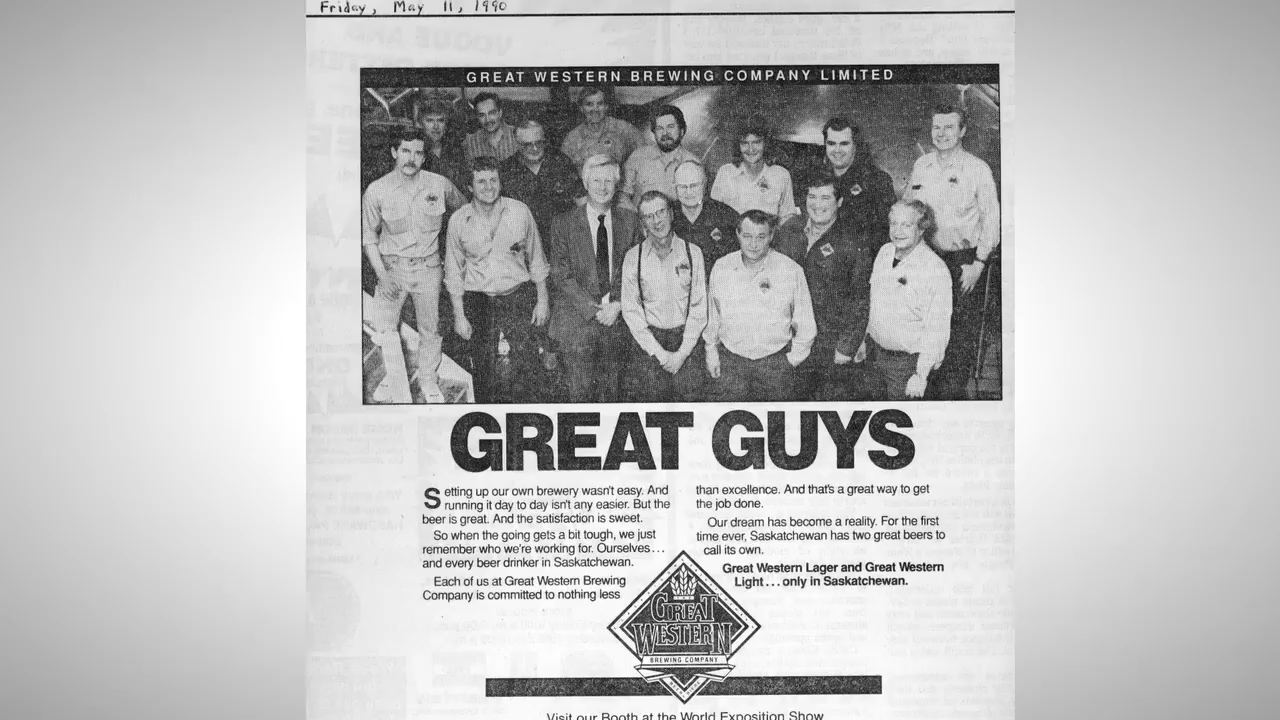 Friday, May 11, 1990
GREAT WESTERN BREWING COMPANY LIMITED
GREAT GUYS
Setting up our own brewery wasn't easy. And
running it day to day isn't any easier. But the
beer is great. And the satisfaction is sweet.
So when the going gets a bit tough, we just
remember who we're working for. Ourselves...
and every beer drinker in Saskatchewan.
Each of us at Great Western Brewing
Company is committed to nothing less
than excellence. And that's a great way to get
the job done.
Our dream has become a reality. For the first
time ever, Saskatchewan has two great beers to
call its own.
Great Western Lager and Great Western
Light...only in Saskatchewan.
THE
GREAT
WESTERN
BREWING COMPANY
Visit our Booth at the World Exposition Show